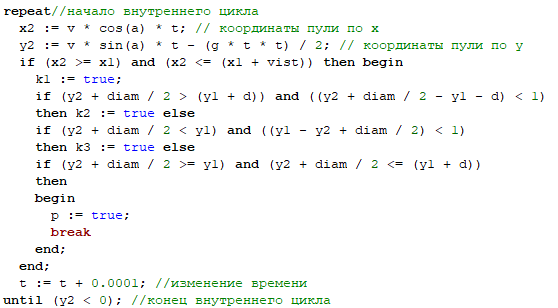 repeat//начало внутреннего цикла
x2 := v * cos(a) * t; // координаты пули по x
y2 := v * sin(a) * t - (g * t * t) / 2; // координаты пули по y
if (x2 >= x1) and (x2 <= (x1 + vist)) then begin
k1 := true;
if (y2 + diam / 2 > (y1 + d)) and ((y2 + diam / 2 - y1 - d) < 1)
then k2 := true else
if (y2 + diam / 2 < y1) and ((y1 - y2 + diam / 2) < 1)
then k3 := true else
if (y2 + diam / 2 >= y1) and (y2 + diam / 2 <= (y1 + d))
then
begin
p := true;
break
end;
end;
t := t + 0.0001; //изменение времени
until (y2 < 0); //конец внутреннего цикла